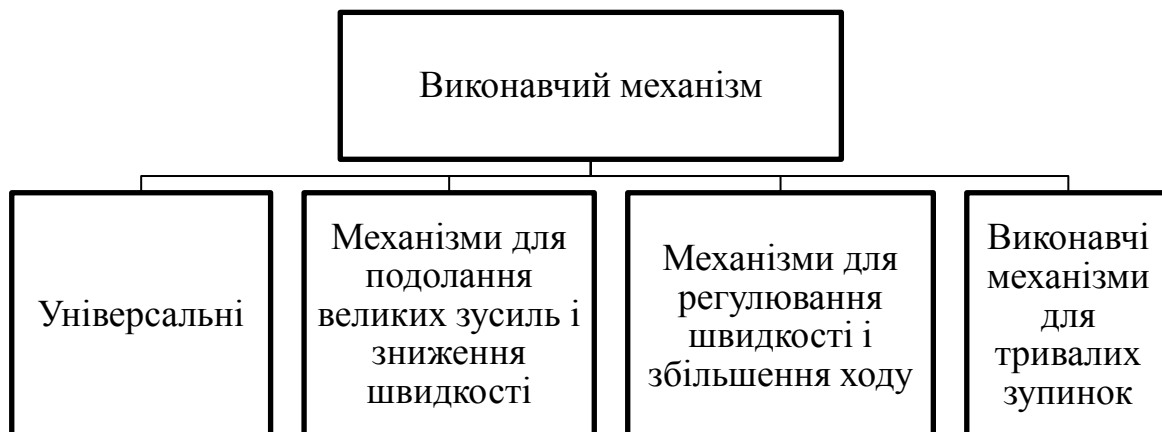 Виконавчий механізм
Універсальні
Механізми для
подолання
великих зусиль і
зниження
швидкості
Механізми для
регулювання
швидкості і
збільшення ходу
Виконавчі
механізми
для
тривалих
зупинок